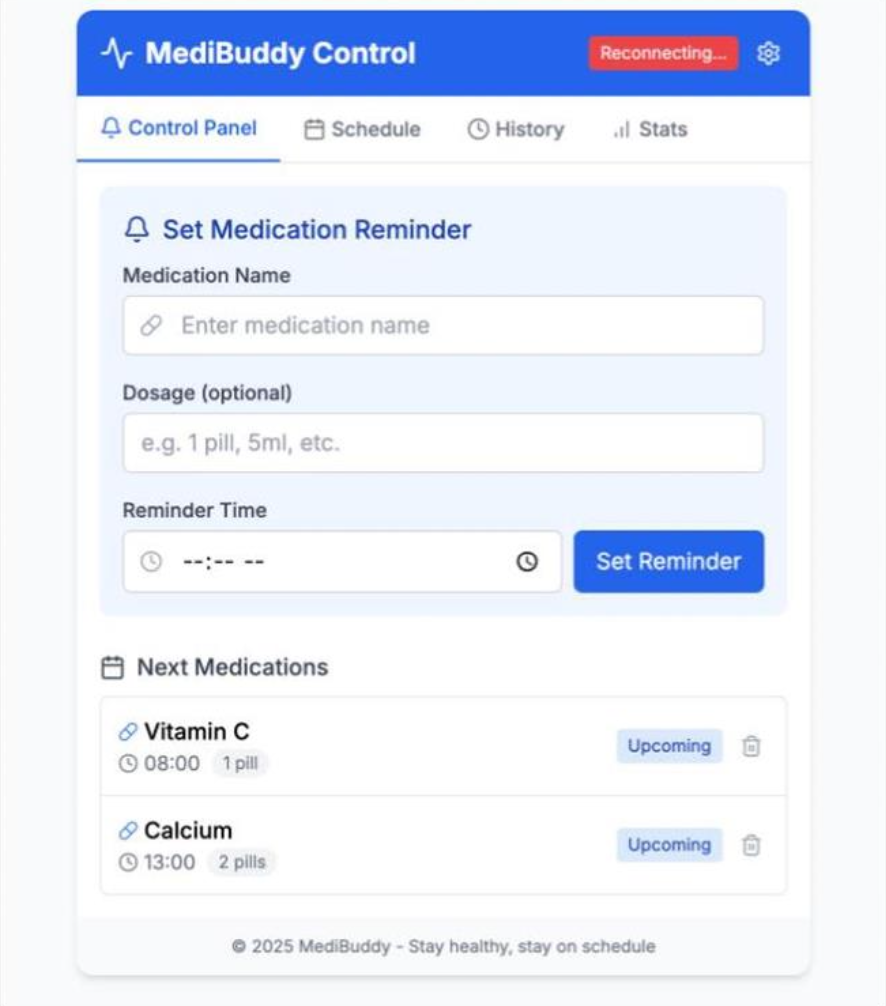 MediBuddy Control
Reconnecting...
Control Panel
Schedule
History
Stats
Set Medication Reminder
Medication Name
Enter medication name
Dosage (optional)
e.g. 1 pill, 5ml, etc.
Reminder Time
--:-- --
Set Reminder
Next Medications
Vitamin C
08:00
1 pill
Upcoming
Calcium
13:00
2 pills
Upcoming
© 2025 MediBuddy - Stay healthy, stay on schedule